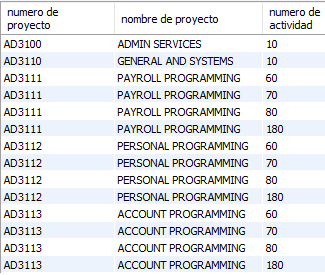 numero de proyecto nombre de proyecto numero de actividad
AD3100 ADMIN SERVICES 10
AD3110 GENERAL AND SYSTEMS 10
AD3111 PAYROLL PROGRAMMING 60
AD3111 PAYROLL PROGRAMMING 70
AD3111 PAYROLL PROGRAMMING 80
AD3111 PAYROLL PROGRAMMING 180
AD3112 PERSONAL PROGRAMMING 60
AD3112 PERSONAL PROGRAMMING 70
AD3112 PERSONAL PROGRAMMING 80
AD3112 PERSONAL PROGRAMMING 180
AD3113 ACCOUNT PROGRAMMING 60
AD3113 ACCOUNT PROGRAMMING 70
AD3113 ACCOUNT PROGRAMMING 80
AD3113 ACCOUNT PROGRAMMING 180